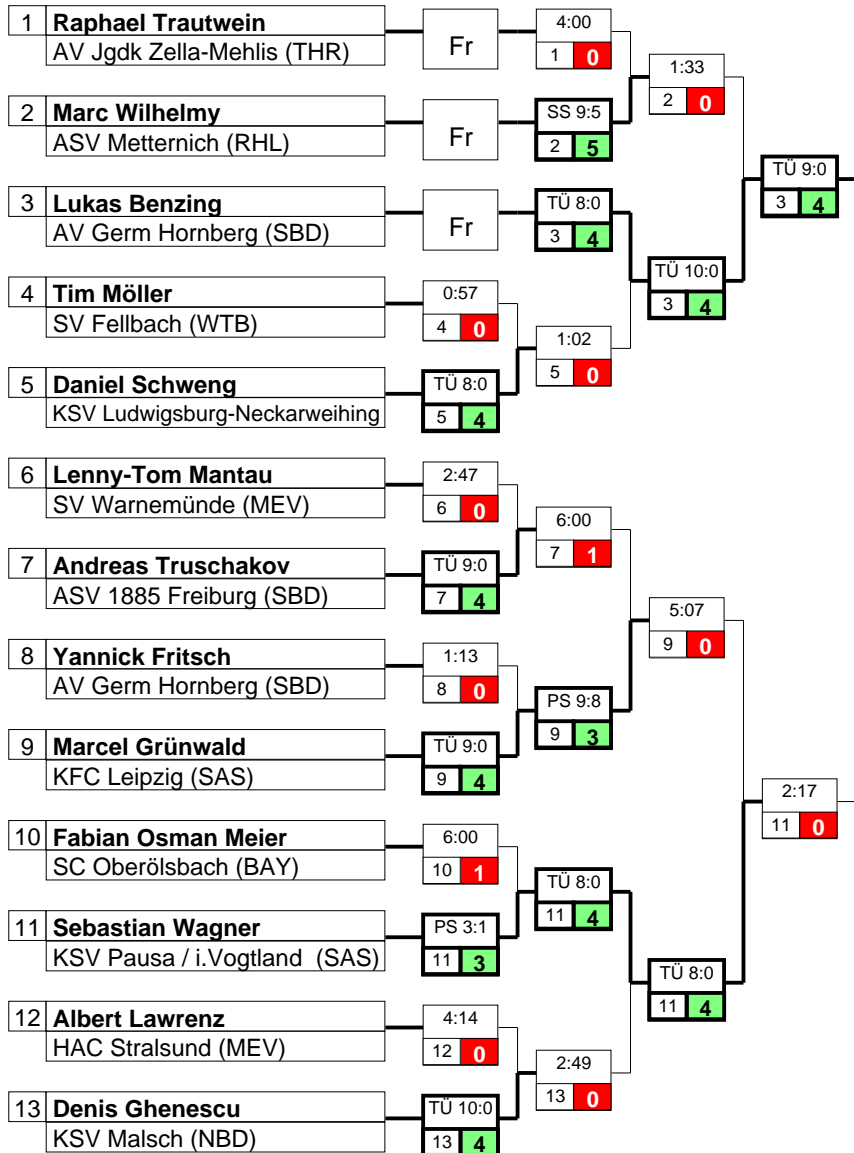 1 Raphael Trautwein
AV Jgdk Zella-Mehlis (THR)
Fr
4:00
1 0
1:33
2 0
2 Marc Wilhelmy
ASV Metternich (RHL)
Fr
SS 9:5
2 5
TÜ 9:0
3 4
3 Lukas Benzing
AV Germ Hornberg (SBD)
Fr
TÜ 8:0
3 4
TÜ 10:0
3 4
4 Tim Möller
SV Fellbach (WTB)
0:57
4 0
1:02
5 0
5 Daniel Schweng
KSV Ludwigsburg-Neckarweihing
TÜ 8:0
5 4
6 Lenny-Tom Mantau
SV Warnemünde (MEV)
2:47
6 0
6:00
7 1
7 Andreas Truschakov
ASV 1885 Freiburg (SBD)
TÜ 9:0
7 4
5:07
9 0
8 Yannick Fritsch
AV Germ Hornberg (SBD)
1:13
8 0
PS 9:8
9 3
9 Marcel Grünwald
KFC Leipzig (SAS)
TÜ 9:0
9 4
2:17
11 0
10 Fabian Osman Meier
SC Oberölsbach (BAY)
6:00
10 1
TÜ 8:0
11 4
11 Sebastian Wagner
KSV Pausa / i.Vogtland (SAS)
PS 3:1
11 3
TÜ 8:0
11 4
12 Albert Lawrenz
HAC Stralsund (MEV)
4:14
12 0
2:49
13 0
13 Denis Ghenescu
KSV Malsch (NBD)
TÜ 10:0
13 4